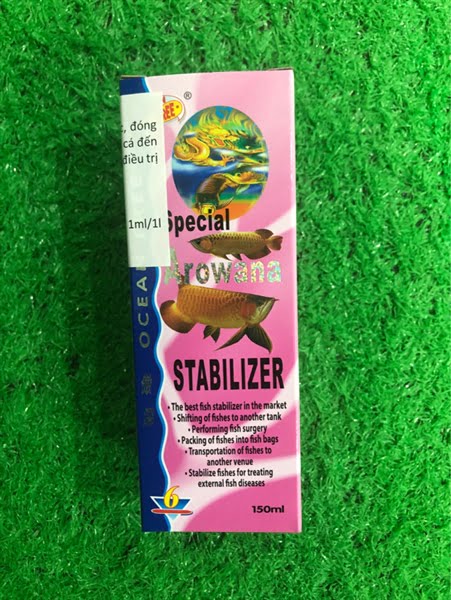 ®
, đóng
cá đến
điều trị
1ml/1l
OCEAN
Special
Arowana
STABILIZER
• The best fish stabilizer in the market
• Shifting of fishes to another tank
• Performing fish surgery
• Packing of fishes into fish bags
• Transportation of fishes to
another venue
• Stabilize fishes for treating
external fish diseases
6
150ml